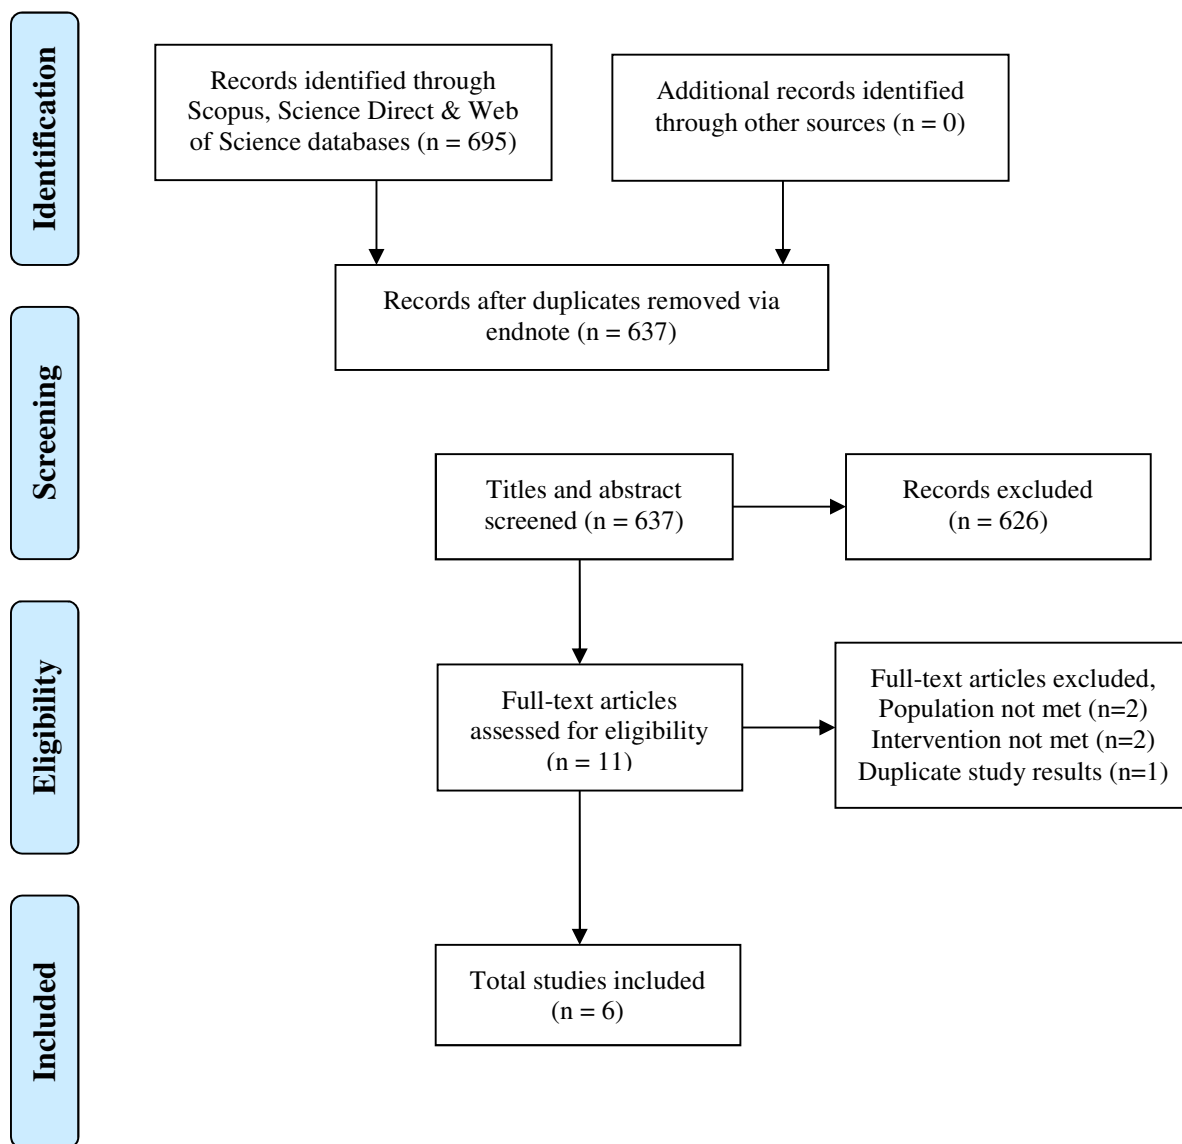 Identification
Records identified through
Scopus, Science Direct & Web
of Science databases (n = 695)
Additional records identified
through other sources (n = 0)
Records after duplicates removed via
endnote (n = 637)
Screening
Titles and abstract
screened (n = 637)
Records excluded
(n = 626)
Eligibility
Full-text articles
assessed for eligibility
(n = 11)
Full-text articles excluded,
Population not met (n=2)
Intervention not met (n=2)
Duplicate study results (n=1)
Included
Total studies included
(n = 6)